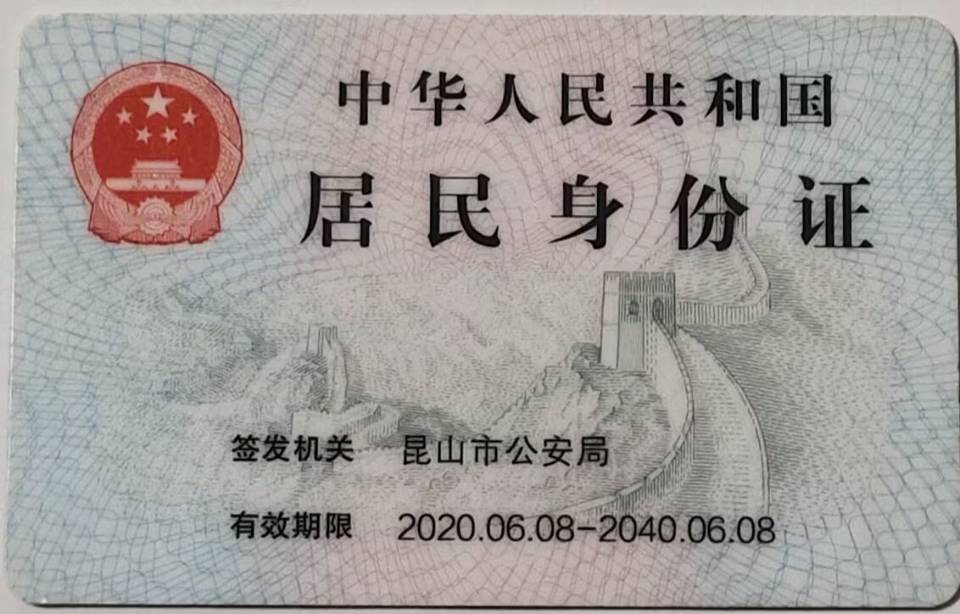 中华人民共和国
居民身份证
签发机关 昆山市公安局
有效期限 2020.06.08-2040.06.08